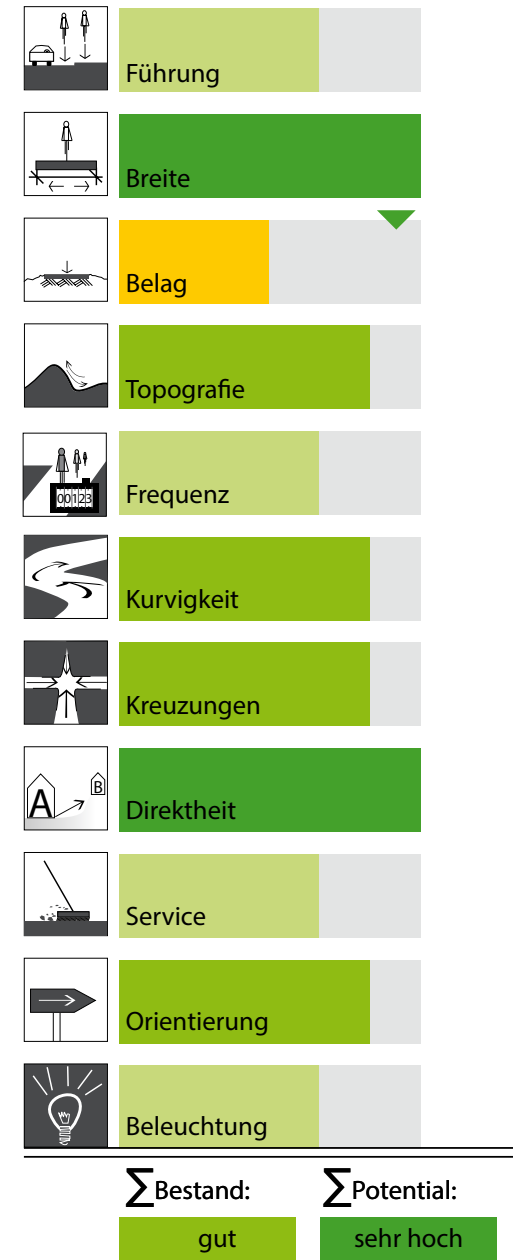 Führung
Breite
Belag
Topografie
00123
Frequenz
Kurvigkeit
Kreuzungen
A B
Direktheit
Service
Orientierung
Beleuchtung
∑Bestand: ∑Potential:
gut sehr hoch